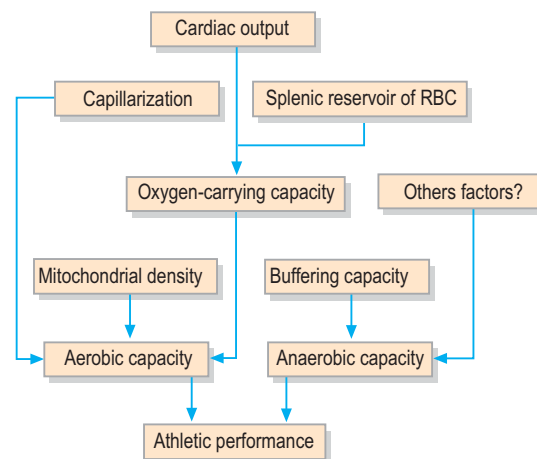 Cardiac output
Capillarization
Splenic reservoir of RBC
Oxygen-carrying capacity
Others factors?
Mitochondrial density
Buffering capacity
Aerobic capacity
Anaerobic capacity
Athletic performance